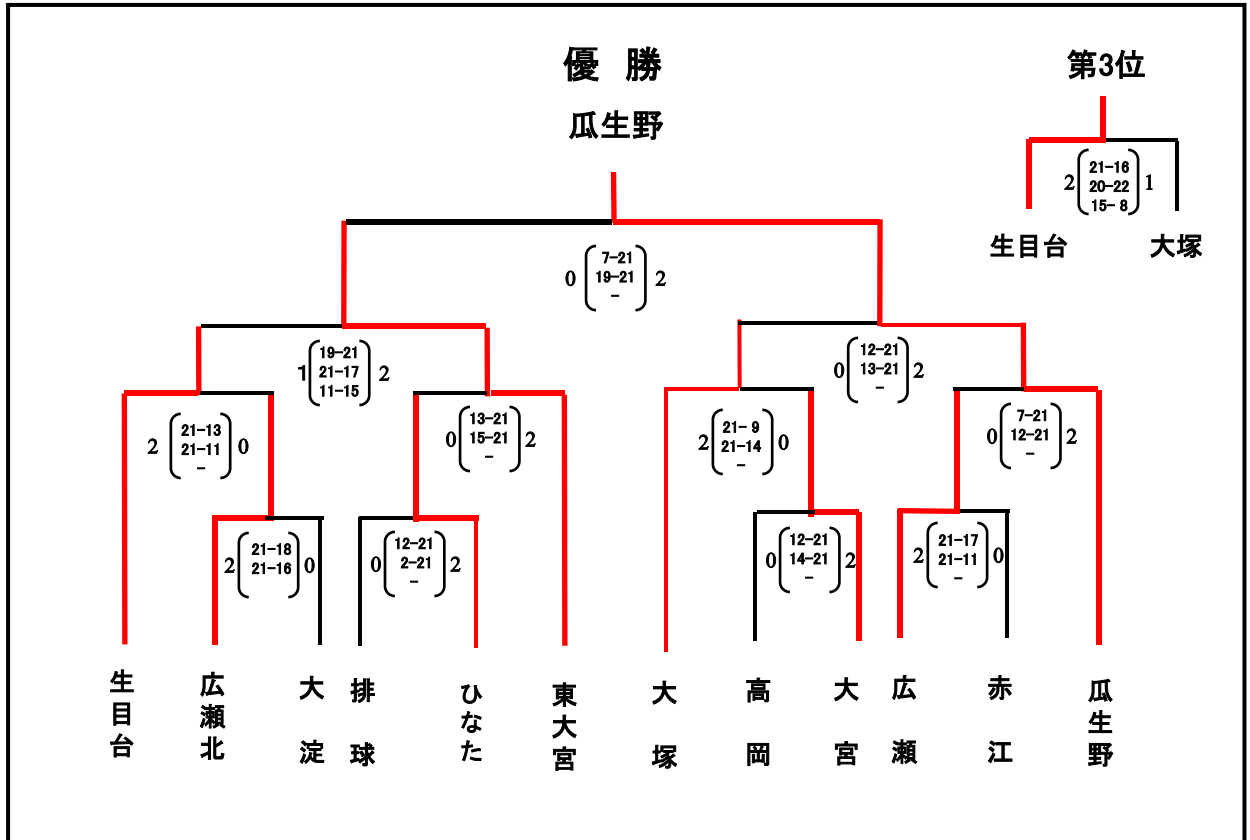 優 勝
瓜生野
第3位
2 21-16 1
20-22
15- 8
生目台
大塚
0 7-21 2
19-21
-
1 19-21 2
21-17
11-15
0 12-21 2
13-21
-
2 21-13 0
21-11
-
0 13-21 2
15-21
-
2 21- 9 0
21-14
-
0 7-21 2
12-21
-
2 21-18 0
21-16
0 12-21 2
2-21
-
0 12-21 2
14-21
-
2 21-17 0
21-11
-
生目台
広瀬北
大淀
排球
ひなた
東大宮
大塚
高岡
大宮
広瀬
赤江
瓜生野